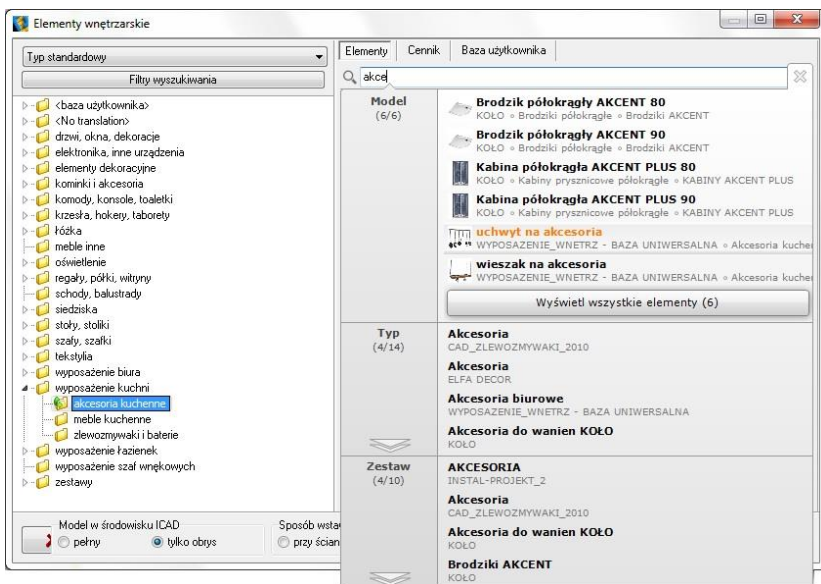 Elementy wnętrzarskie
Typ standardowy
Filtry wyszukiwania
<baza użytkownika>
<No translation>
drzwi, okna, dekoracje
elektronika, inne urządzenia
elementy dekoracyjne
kominki i akcesoria
komody, konsole, toaletki
krzesła, hokery, taborety
łóżka
meble inne
oświetlenie
regały, półki, witryny
schody, balustrady
siedziska
stoły, stoliki
szafy, szafki
tekstylia
wyposażenie biura
wyposażenie kuchni
akcesoria kuchenne
meble kuchenne
zlewozmywaki i baterie
wyposażenie łazienek
wyposażenie szaf wnękowych
zestawy
Model w środowisku ICAD
pełny tylko obrys
Sposób wsta
przy ścian
Elementy Cennik Baza użytkownika
akce
Model
(6/6)
Brodzik półokrągły AKCENT 80
KOŁO » Brodziki półokrągłe » Brodziki AKCENT
Brodzik półokrągły AKCENT 90
KOŁO » Brodziki półokrągłe » Brodziki AKCENT
Kabina półokrągła AKCENT PLUS 80
KOŁO » Kabiny prysznicowe półokrągłe » KABINY AKCENT PLUS
Kabina półokrągła AKCENT PLUS 90
KOŁO » Kabiny prysznicowe półokrągłe » KABINY AKCENT PLUS
uchwyt na akcesoria
WYPOSAZENIE_WNETRZ - BAZA UNIWERSALNA » Akcesoria kuche
wieszak na akcesoria
WYPOSAZENIE_WNETRZ - BAZA UNIWERSALNA » Akcesoria kuche
Wyświetl wszystkie elementy (6)
Typ
(4/14)
Akcesoria
CAD_ZLEWOZMYWAKI_2010
Akcesoria
ELFA DECOR
Akcesoria biurowe
WYPOSAZENIE_WNETRZ - BAZA UNIWERSALNA
Akcesoria do wanien KOŁO
KOŁO
Zestaw
(4/10)
AKCESORIA
INSTAL-PROJEKT_2
Akcesoria
CAD_ZLEWOZMYWAKI_2010
Akcesoria do wanien KOŁO
KOŁO
Brodziki AKCENT
KOŁO